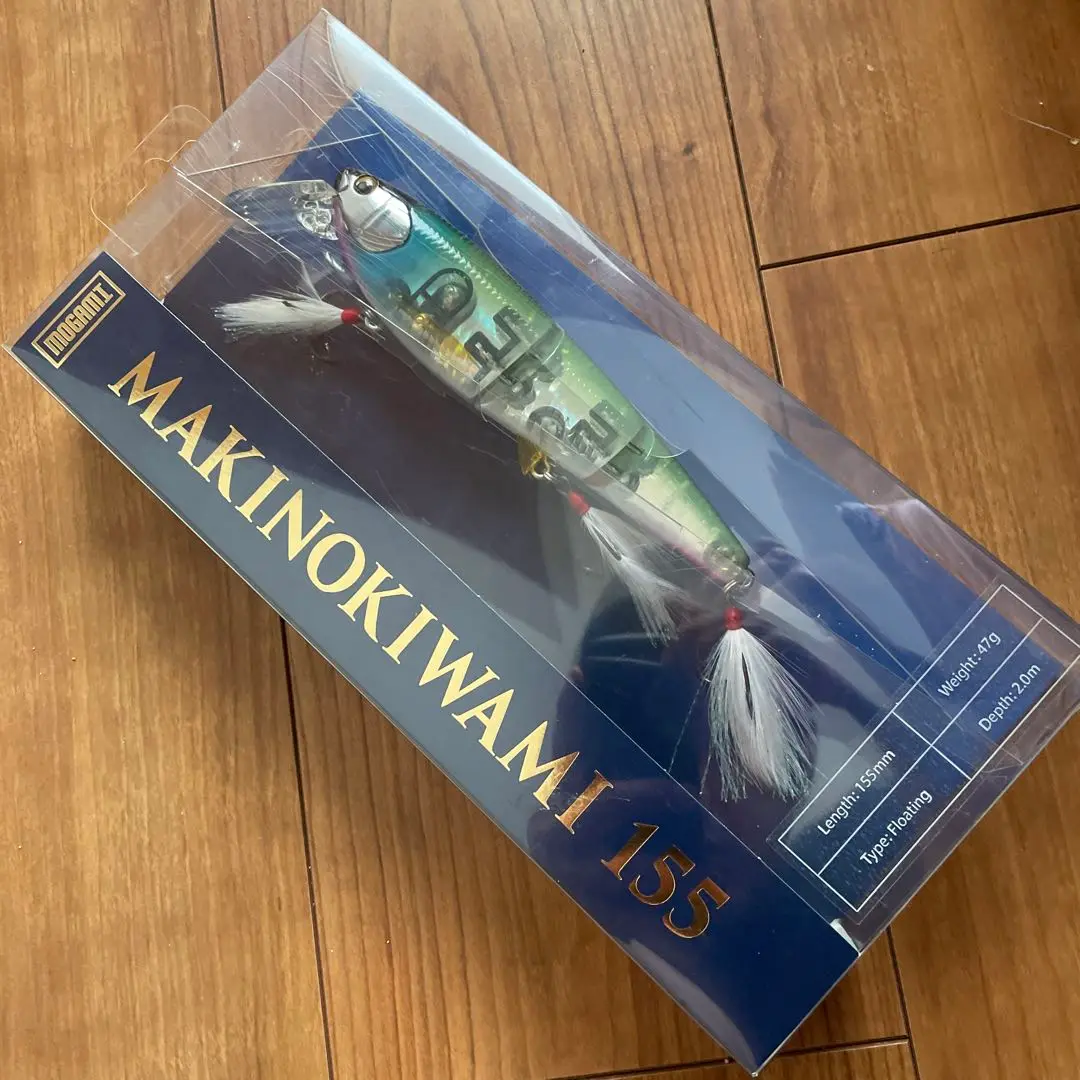 MOGAMI
MAKINOKIWAMI 155
Length: 155mm
Weight: 47g
Type: Floating
Depth: 2.0m